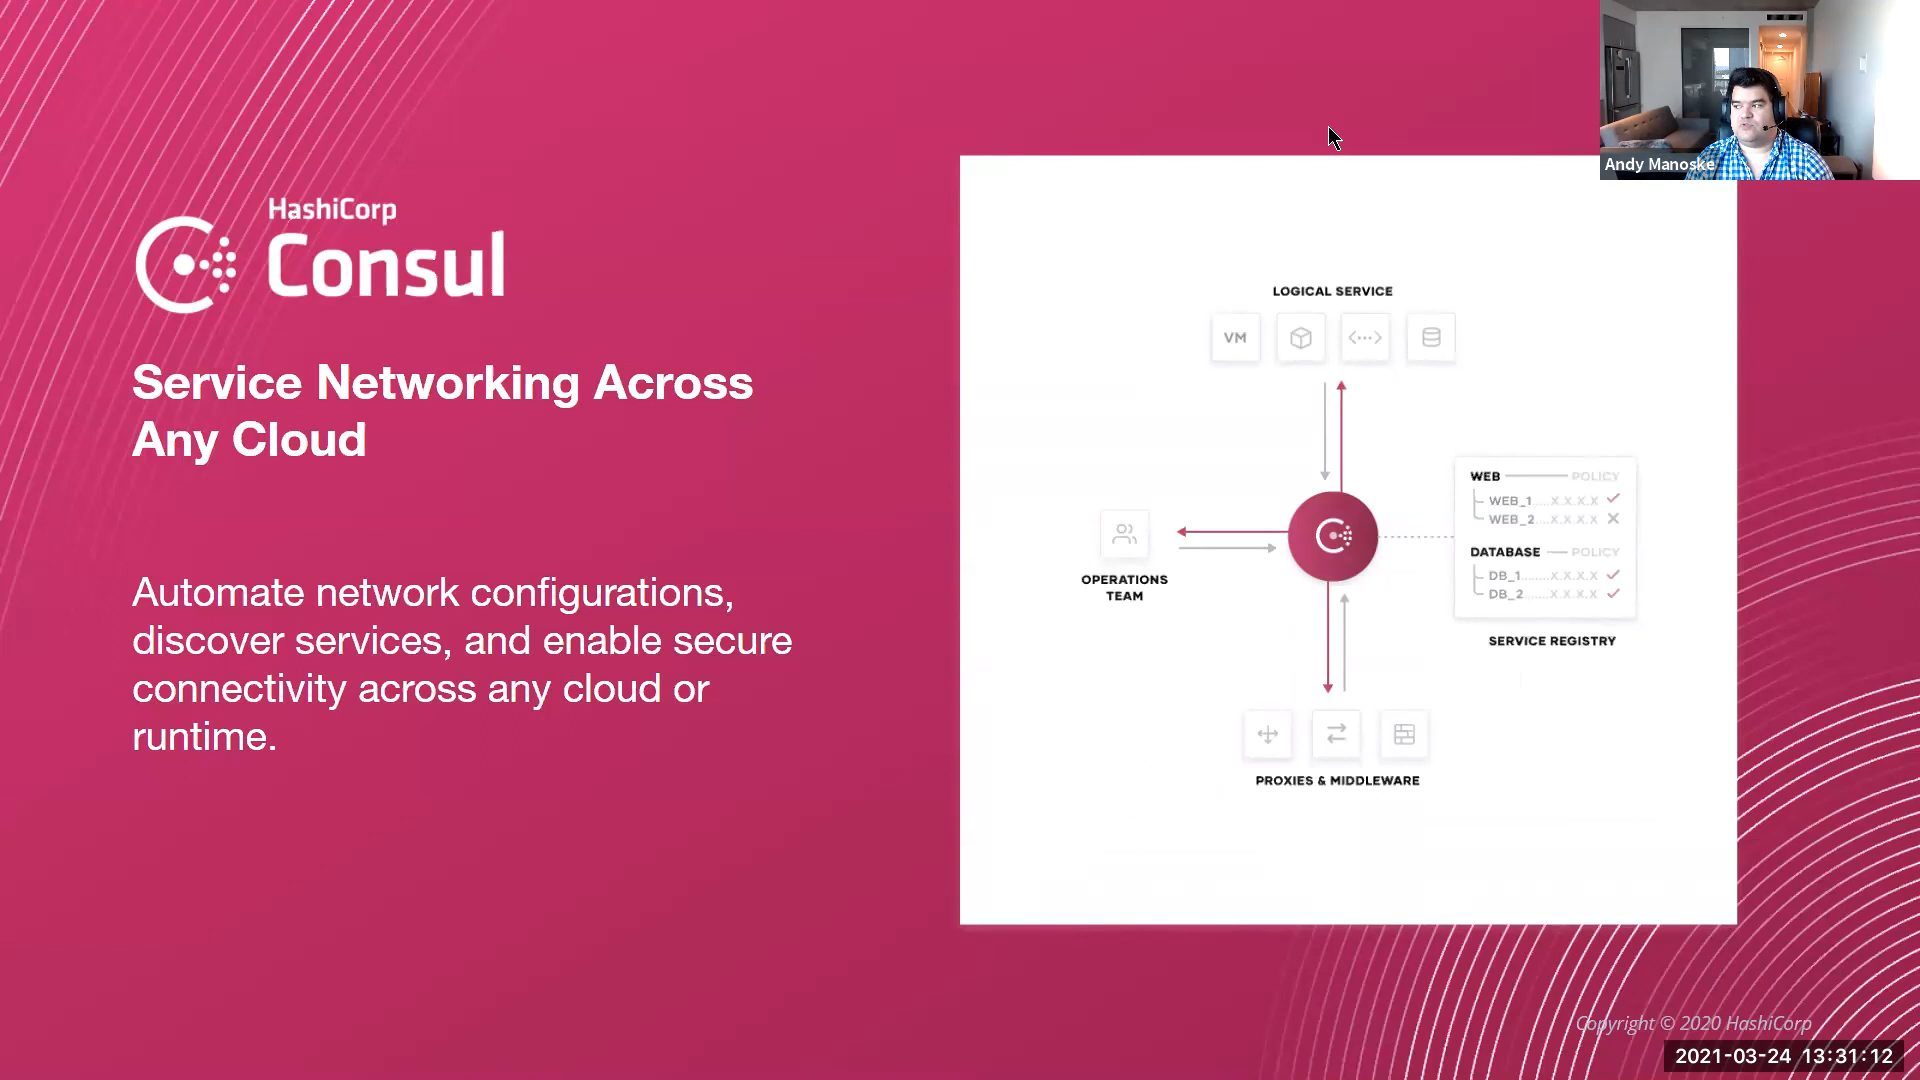 Andy Manoske
HashiCorp
Consul
Service Networking Across
Any Cloud
Automate network configurations,
discover services, and enable secure
connectivity across any cloud or
runtime.
LOGICAL SERVICE
VM
OPERATIONS
TEAM
WEB POLICY
WEB_1.....X.X.X.X
WEB_2....X.X.X.X
DATABASE POLICY
DB_1........X.X.X.X
DB_2.......X.X.X.X
SERVICE REGISTRY
PROXIES & MIDDLEWARE
Copyright © 2020 HashiCorp
2021-03-24 13:31:12